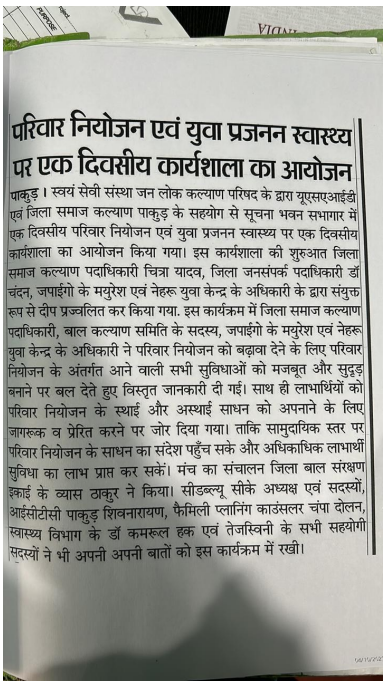 PURPOSE
INDIA
परिवार नियोजन एवं युवा प्रजनन स्वास्थ्य
पर एक दिवसीय कार्यशाला का आयोजन
पाकुड़ । स्वयं सेवी संस्था जन लोक कल्याण परिषद के द्वारा यूएसआईडी
एवं जिला समाज कल्याण पाकुड़ के सहयोग से सूचना भवन सभागार में
एक दिवसीय परिवार नियोजन एवं युवा प्रजनन स्वास्थ्य पर एक दिवसीय
कार्यशाला का आयोजन किया गया। इस कार्यशाला की शुरुआत जिला
समाज कल्याण पदाधिकारी चित्रा यादव, जिला जनसंपर्क पदाधिकारी डॉ
चंदन, जपाईगो के मयुरेश एवं नेहरू युवा केन्द्र के अधिकारी के द्वारा संयुक्त
रूप से दीप प्रज्वलित कर किया गया. इस कार्यक्रम में जिला समाज कल्याण
पदाधिकारी, बाल कल्याण समिति के सदस्य, जपाईगो के मयुरेश एवं नेहरू
युवा केन्द्र के अधिकारी ने परिवार नियोजन को बढ़ावा देने के लिए परिवार
नियोजन के अंतर्गत आने वाली सभी सुविधाओं को मजबूत और सुदृढ़
बनाने पर बल देते हुए विस्तृत जानकारी दी गई। साथ ही लाभार्थियों को
परिवार नियोजन के स्थाई और अस्थाई साधन को अपनाने के लिए
जागरूक व प्रेरित करने पर जोर दिया गया। ताकि सामुदायिक स्तर पर
परिवार नियोजन के साधन का संदेश पहुँच सके और अधिकाधिक लाभार्थी
सुविधा का लाभ प्राप्त कर सकें। मंच का संचालन जिला बाल संरक्षण
इकाई के व्यास ठाकुर ने किया। सीडब्ल्यू सीके अध्यक्ष एवं सदस्यों,
आईसीटीसी पाकुड़ शिवनारायण, फैमिली प्लानिंग काउंसलर चंपा दोलन,
स्वास्थ्य विभाग के डॉ कमरूल हक एवं तेजस्विनी के सभी सहयोगी
सदस्यों ने भी अपनी अपनी बातों को इस कार्यक्रम में रखी।